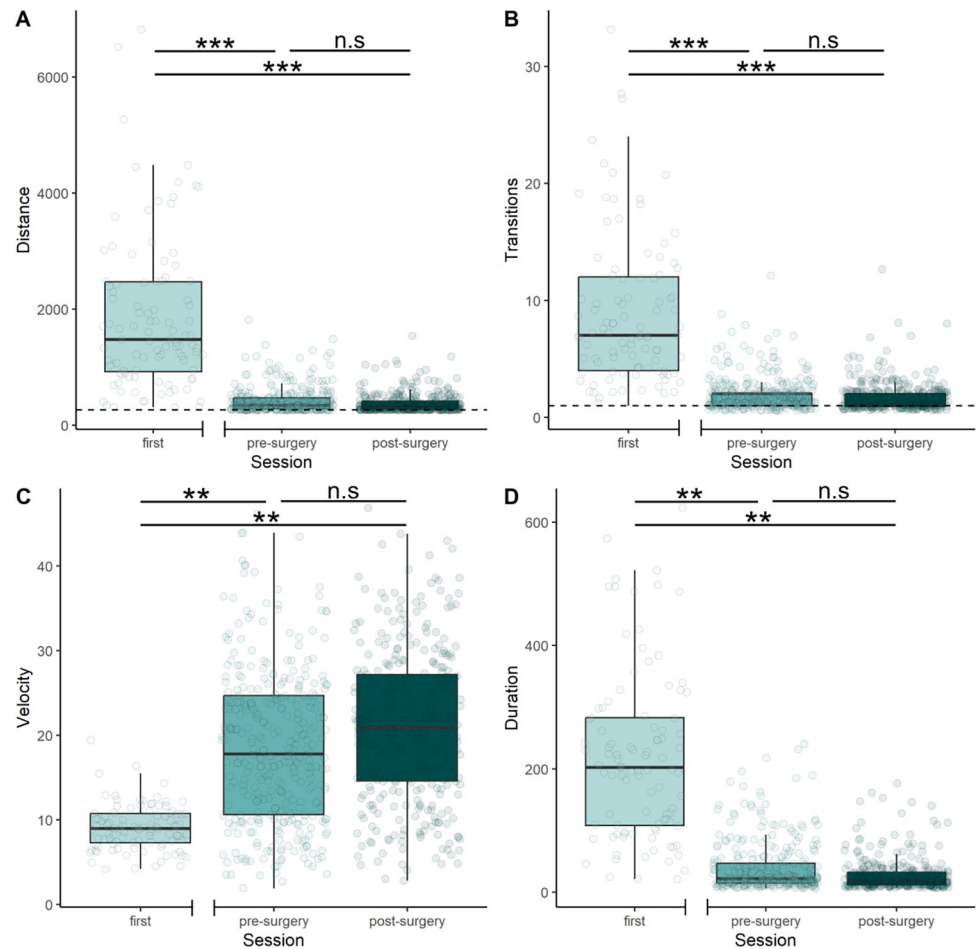 A
***
n.s
***
Distance
6000
4000
2000
0
first
pre-surgery
post-surgery
Session
B
***
n.s
***
Transitions
30
20
10
0
first
pre-surgery
post-surgery
Session
C
**
n.s
**
Velocity
40
30
20
10
0
first
pre-surgery
post-surgery
Session
D
**
n.s
**
Duration
600
400
200
0
first
pre-surgery
post-surgery
Session